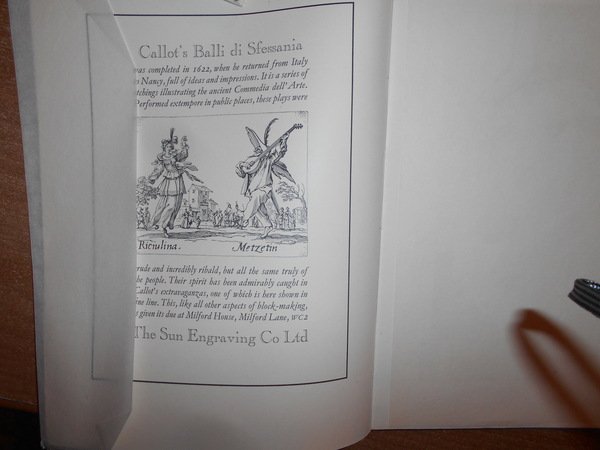 Callot's Balli di Sfessania
was completed in 1622, when he returned from Italy
Nancy, full of ideas and impressions. It is a series of
etchings illustrating the ancient Commedia dell'Arte.
Performed extempore in public places, these plays were
Riciulina. Metzetin
rude and incredibly ribald, but all the same truly of
the people. Their spirit has been admirably caught in
Callot's extravaganzas, one of which is here shown in
line. This, like all other aspects of block-making,
given its due at Milford House, Milford Lane, WC2
The Sun Engraving Co Ltd